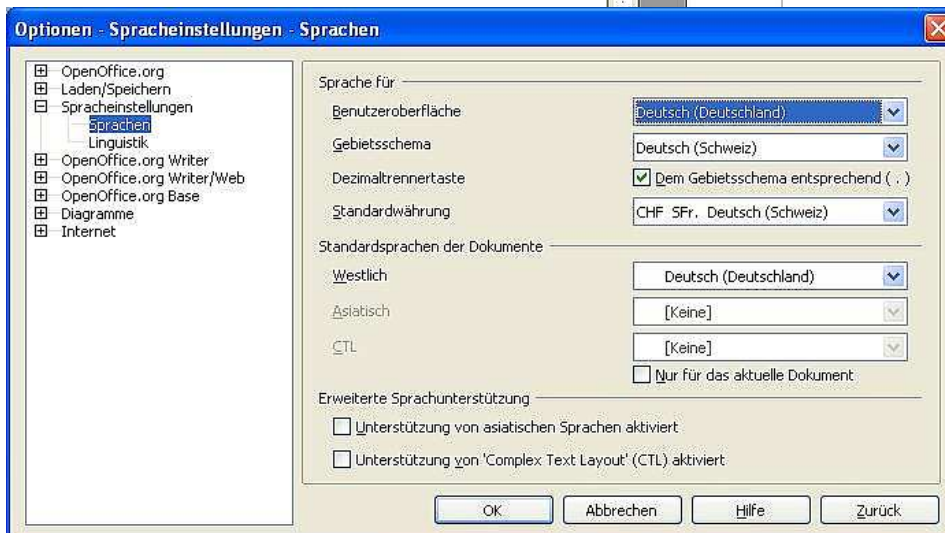 Optionen - Spracheinstellungen - Sprachen
OpenOffice.org
Laden/Speichern
Spracheinstellungen
Sprachen
Linguistik
OpenOffice.org Writer
OpenOffice.org Writer/Web
OpenOffice.org Base
Diagramme
Internet
Sprache für
Benutzeroberfläche Deutsch (Deutschland)
Gebietsschema Deutsch (Schweiz)
Dezimaltrennertaste Dem Gebietsschema entsprechend ( . )
Standardwährung CHF SFr. Deutsch (Schweiz)
Standardsprachen der Dokumente
Westlich Deutsch (Deutschland)
Asiatisch [Keine]
CTL [Keine]
Nur für das aktuelle Dokument
Erweiterte Sprachunterstützung
Unterstützung von asiatischen Sprachen aktiviert
Unterstützung von 'Complex Text Layout' (CTL) aktiviert
OK Abbrechen Hilfe Zurück